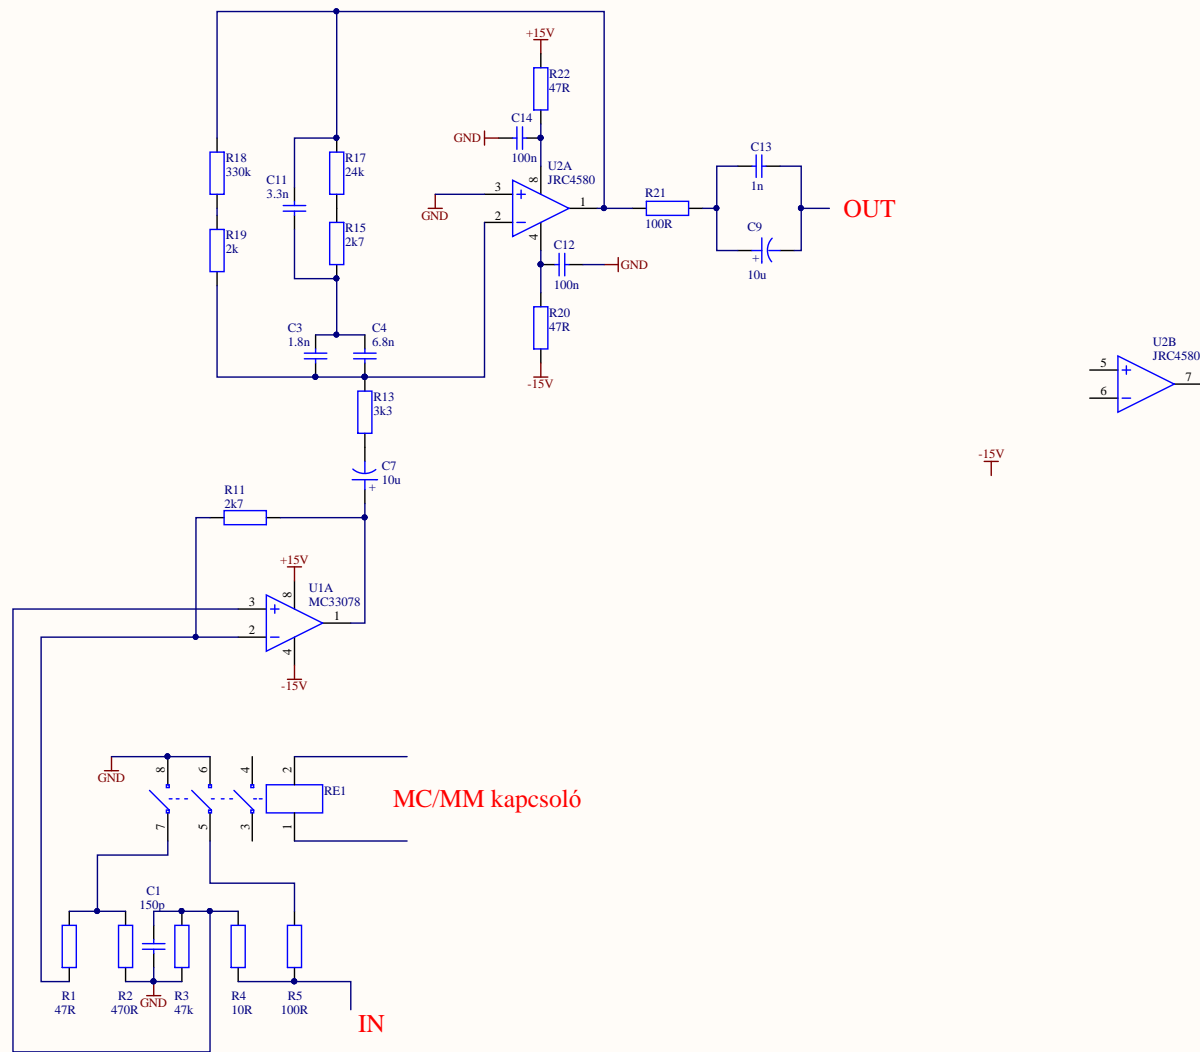 +15V
R22
47R
C14
GND
100n
U2A
JRC4580
8
3
2
1
4
GND
C12
100n
GND
R20
47R
-15V
R18
330k
R19
2k
C11
3.3n
R17
24k
R15
2k7
C3
1.8n
C4
6.8n
R21
100R
C13
1n
C9
+
10u
OUT
U2B
JRC4580
5
6
7
-15V
R13
3k3
C7
10u
+
R11
2k7
+15V
U1A
MC33078
8
3
2
1
4
-15V
GND
8
6
4
2
RE1
7
5
3
1
MC/MM kapcsoló
C1
150p
R1
47R
R2
470R
GND
R3
47k
R4
10R
R5
100R
IN